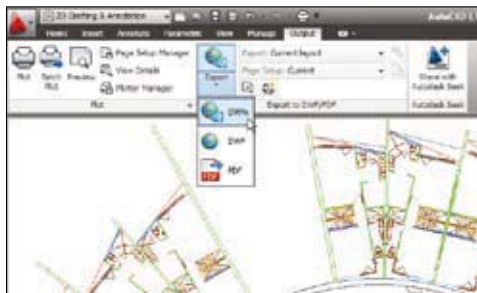 2D Drafting & Annotation
AutoCAD
Home Insert Annotate Parametric View Manage Output
Plot
Batch Plot
Preview
Page Setup Manager
View Details
Plotter Manager
Export
Export: Current layout
Page Setup: Current
Share with Autodesk Seek
Plot
Export to DWF/PDF
Autodesk Seek
DWFx
DWF
PDF